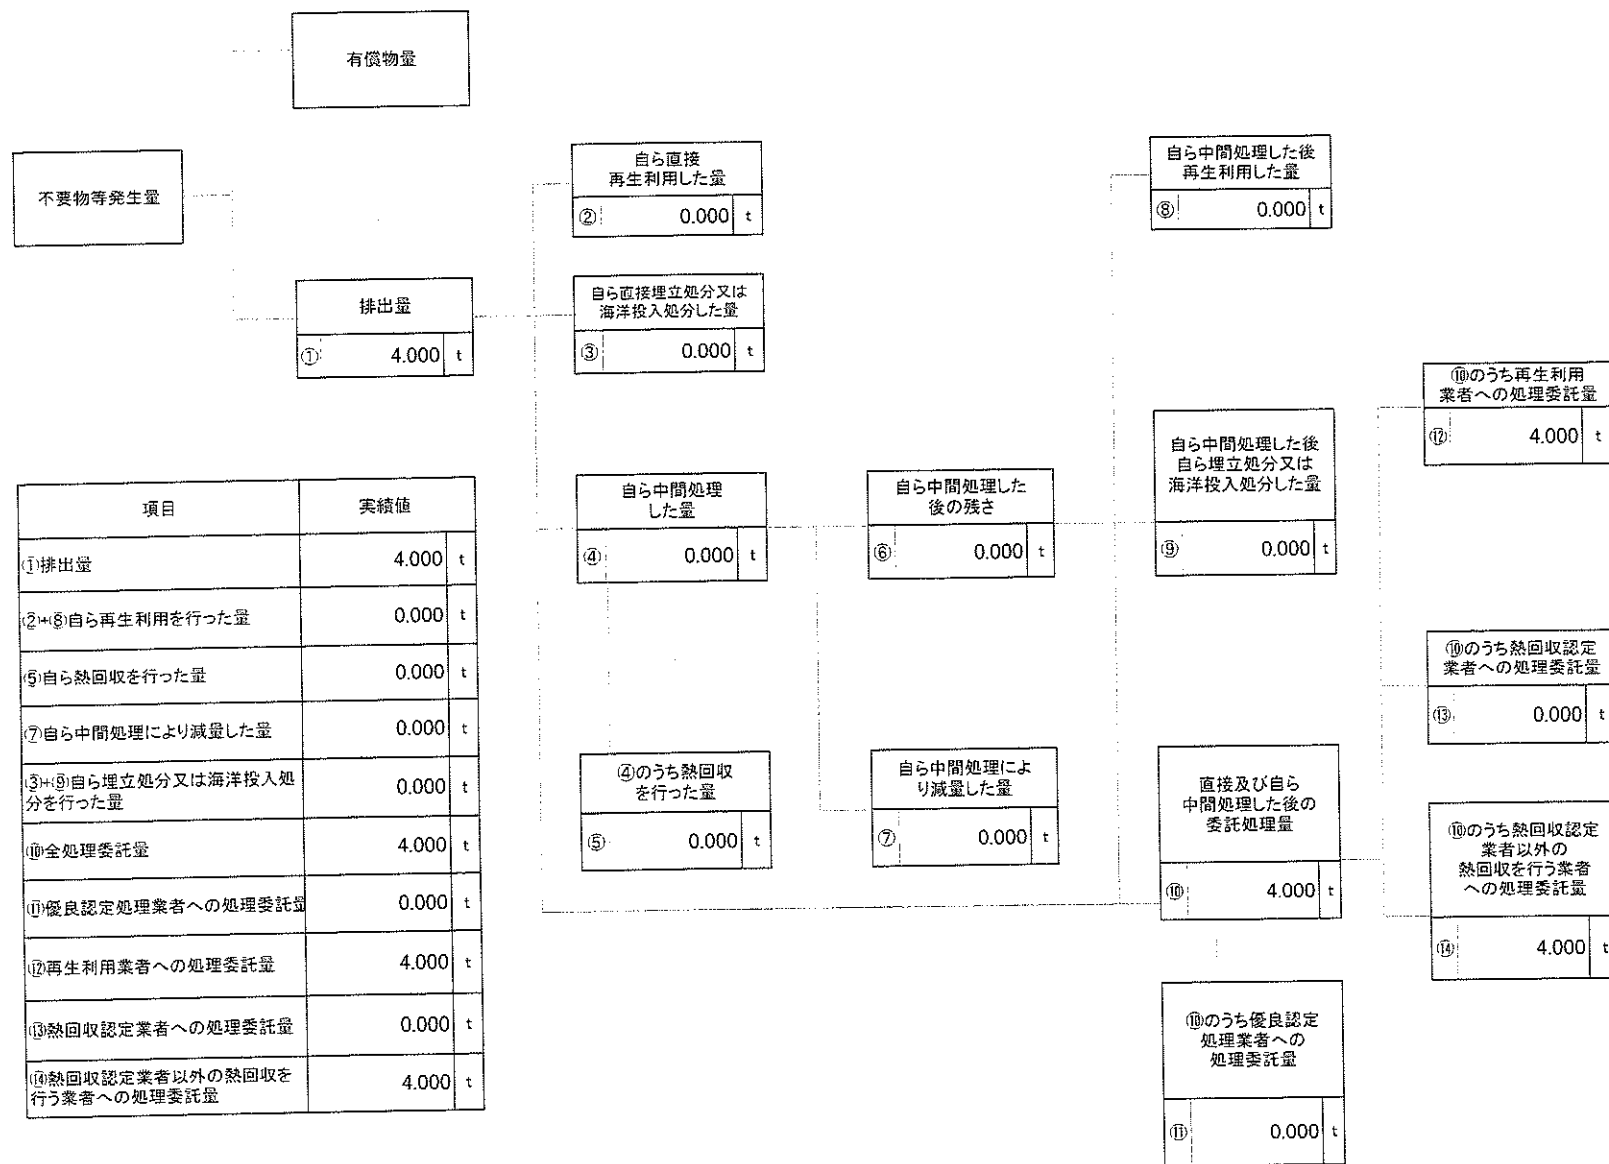 有償物量
不要物等発生量
排出量
① 4.000 t
自ら直接
再生利用した量
② 0.000 t
自ら直接埋立処分又は
海洋投入処分した量
③ 0.000 t
自ら中間処理
した量
④ 0.000 t
④のうち熱回収
を行った量
⑤ 0.000 t
自ら中間処理した
後の残さ
⑥ 0.000 t
自ら中間処理によ
り減量した量
⑦ 0.000 t
自ら中間処理した後
再生利用した量
⑧ 0.000 t
自ら中間処理した後
自ら埋立処分又は
海洋投入処分した量
⑨ 0.000 t
直接及び自ら
中間処理した後の
委託処理量
⑩ 4.000 t
⑩のうち優良認定
処理業者への
処理委託量
⑪ 0.000 t
⑩のうち再生利用
業者への処理委託量
⑫ 4.000 t
⑩のうち熱回収認定
業者への処理委託量
⑬ 0.000 t
⑩のうち熱回収認定
業者以外の
熱回収を行う業者
への処理委託量
⑭ 4.000 t
項目 実績値
①排出量 4.000 t
②+⑧自ら再生利用を行った量 0.000 t
⑤自ら熱回収を行った量 0.000 t
⑦自ら中間処理により減量した量 0.000 t
③+⑨自ら埋立処分又は海洋投入処
分を行った量 0.000 t
⑩全処理委託量 4.000 t
⑪優良認定処理業者への処理委託量 0.000 t
⑫再生利用業者への処理委託量 4.000 t
⑬熱回収認定業者への処理委託量 0.000 t
⑭熱回収認定業者以外の熱回収を
行う業者への処理委託量 4.000 t